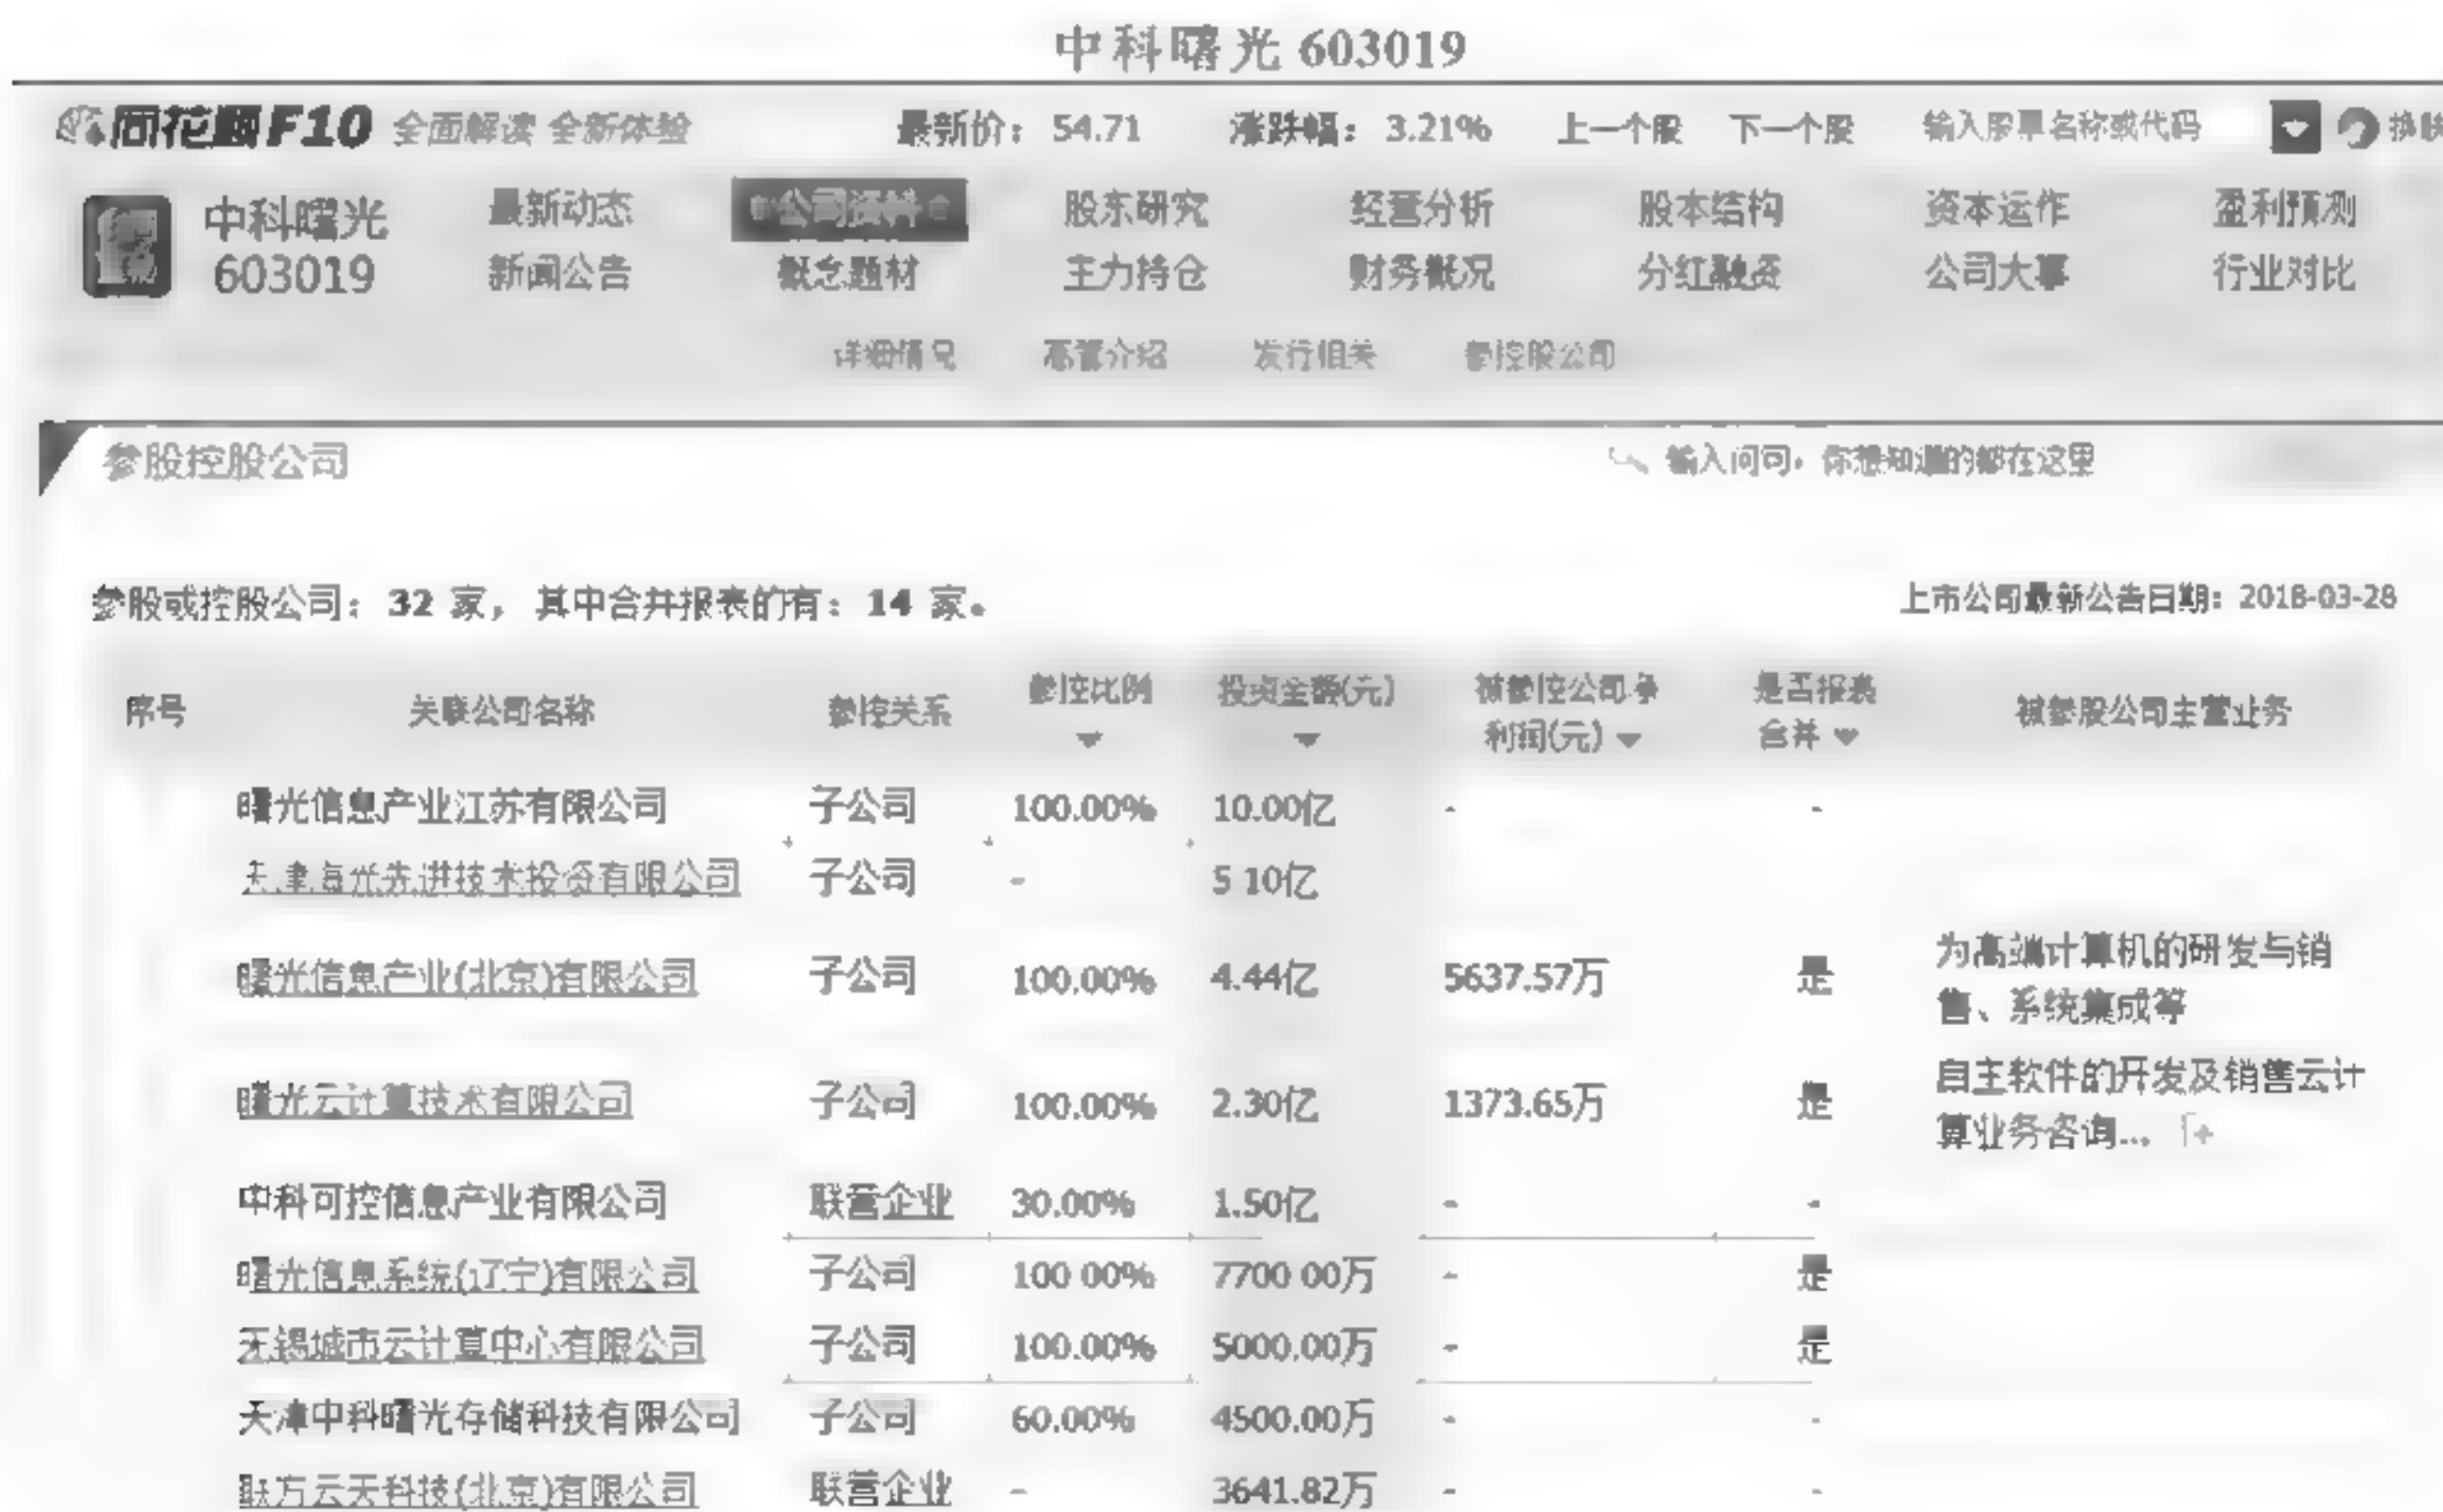 中科曙光 603019
同花顺F10 全面解读 全新体验 最新价： 54.71 涨跌幅： 3.21% 上一个股 下一个股 输入股票名称或代码
中科曙光 最新动态 公司资料 股东研究 经营分析 股本结构 资本运作 盈利预测
603019 新闻公告 概念题材 主力持仓 财务概况 分红融资 公司大事 行业对比
详细情况 高管介绍 发行相关 参控股公司
参股控股公司 输入问句，你想知道的都在这里
参股或控股公司：32 家， 其中合并报表的有：14 家。 上市公司最新公告日期：2018-03-28
序号 关联公司名称 参控关系 参控比例 投资金额(元) 被参控公司净利润(元) 是否报表合并 被参股公司主营业务
曙光信息产业江苏有限公司 子公司 100.00% 10.00亿 - -
天津海光先进技术投资有限公司 子公司 - 5.10亿
曙光信息产业(北京)有限公司 子公司 100.00% 4.44亿 5637.57万 是 为高端计算机的研发与销
售、系统集成等
曙光云计算技术有限公司 子公司 100.00% 2.30亿 1373.65万 是 自主软件的开发及销售云计
算业务咨询...
中科可控信息产业有限公司 联营企业 30.00% 1.50亿 - -
曙光信息系统(辽宁)有限公司 子公司 100.00% 7700.00万 - 是
无锡城市云计算中心有限公司 子公司 100.00% 5000.00万 - 是
天津中科曙光存储科技有限公司 子公司 60.00% 4500.00万 - -
联方云天科技(北京)有限公司 联营企业 - 3641.82万 - -